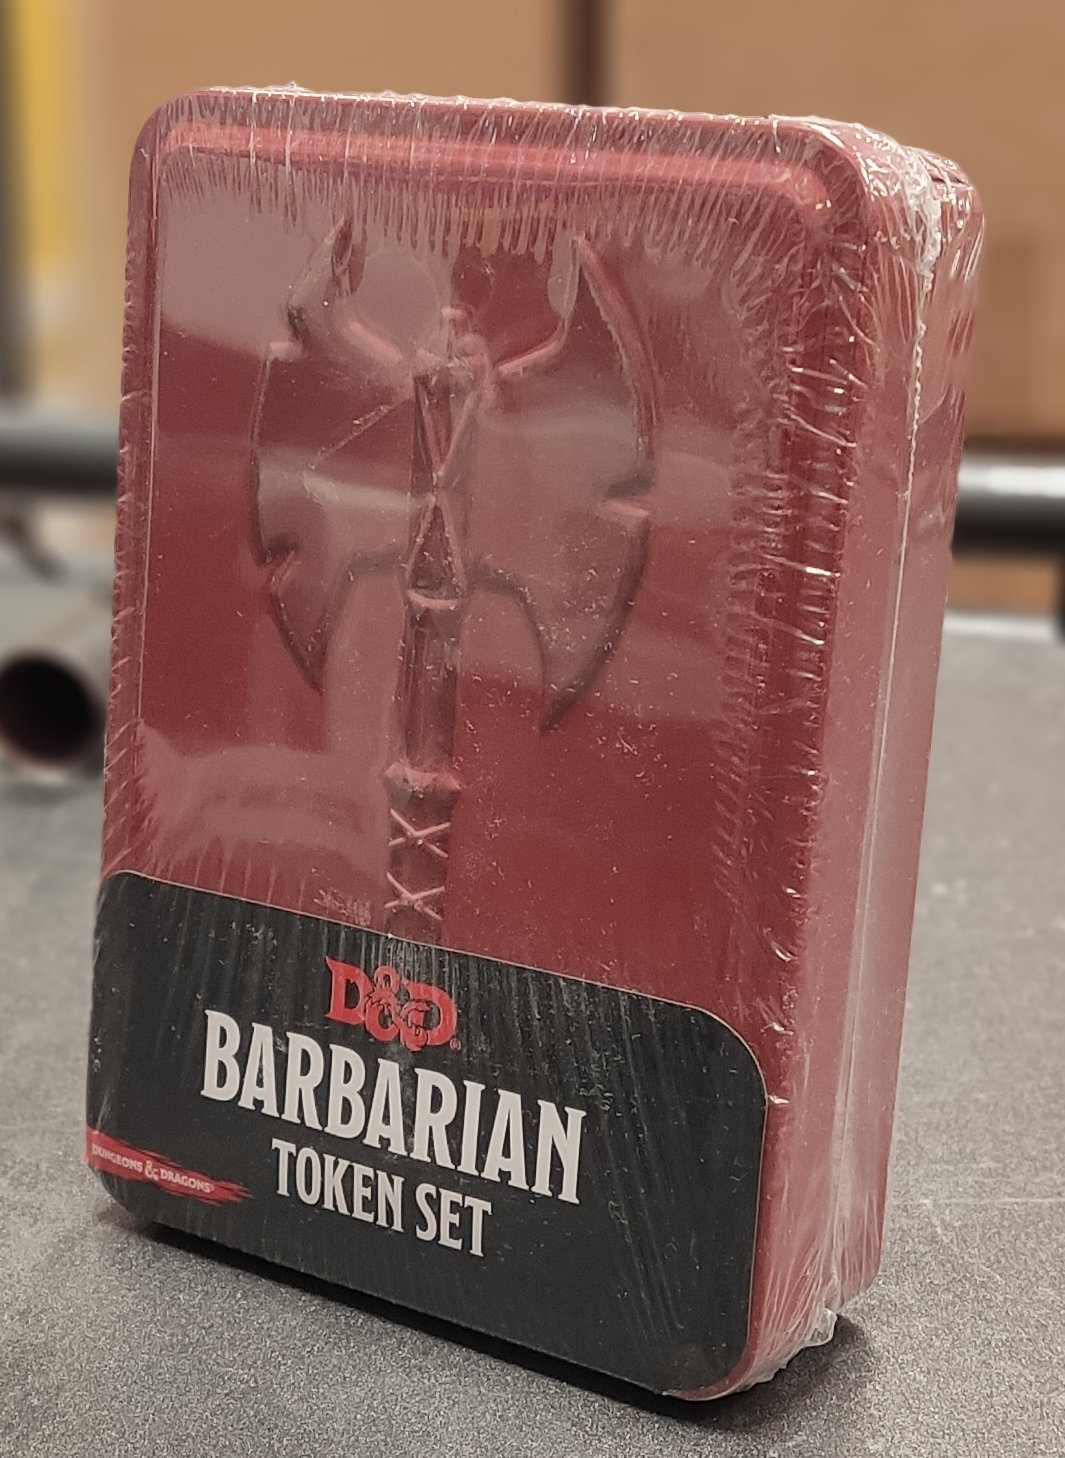 D&D®
BARBARIAN
TOKEN SET
DUNGEONS & DRAGONS®